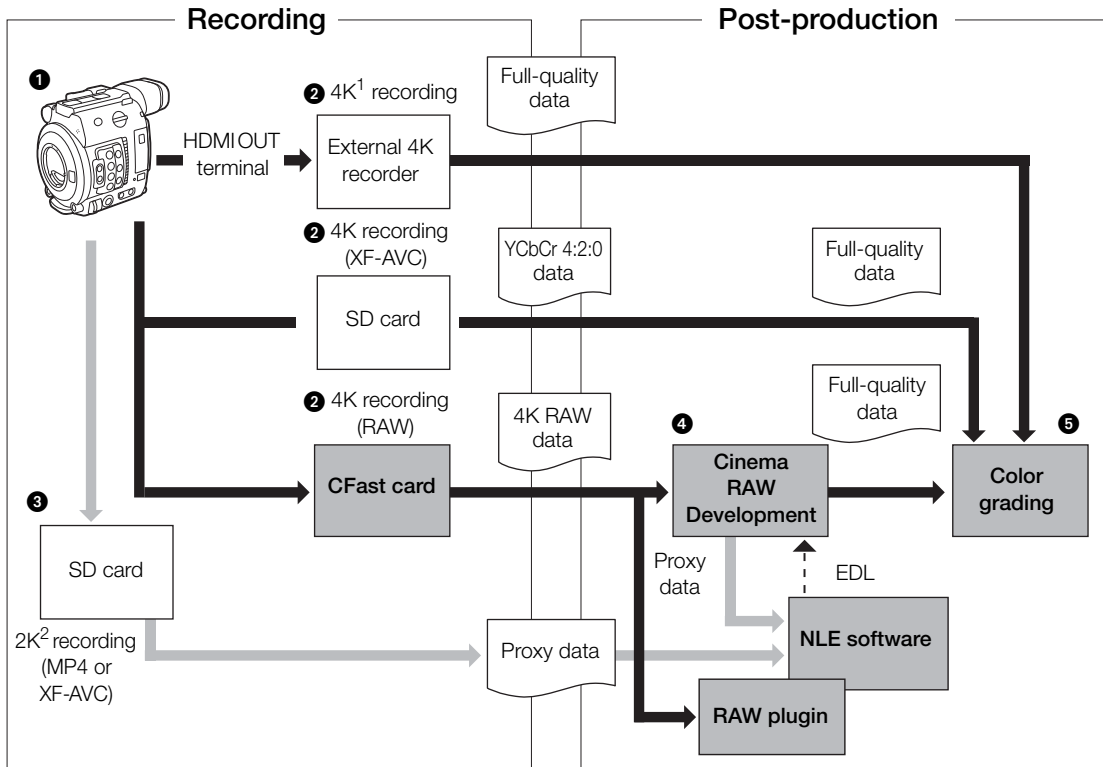 Recording
Post-production
❶
HDMI OUT
terminal
❷ 4K¹ recording
External 4K
recorder
Full-quality
data
❷ 4K recording
(XF-AVC)
SD card
YCbCr 4:2:0
data
Full-quality
data
❷ 4K recording
(RAW)
CFast card
4K RAW
data
❹
Cinema
RAW
Development
Full-quality
data
❺
Color
grading
❸
SD card
2K² recording
(MP4 or
XF-AVC)
Proxy data
Proxy
data
EDL
NLE software
RAW plugin